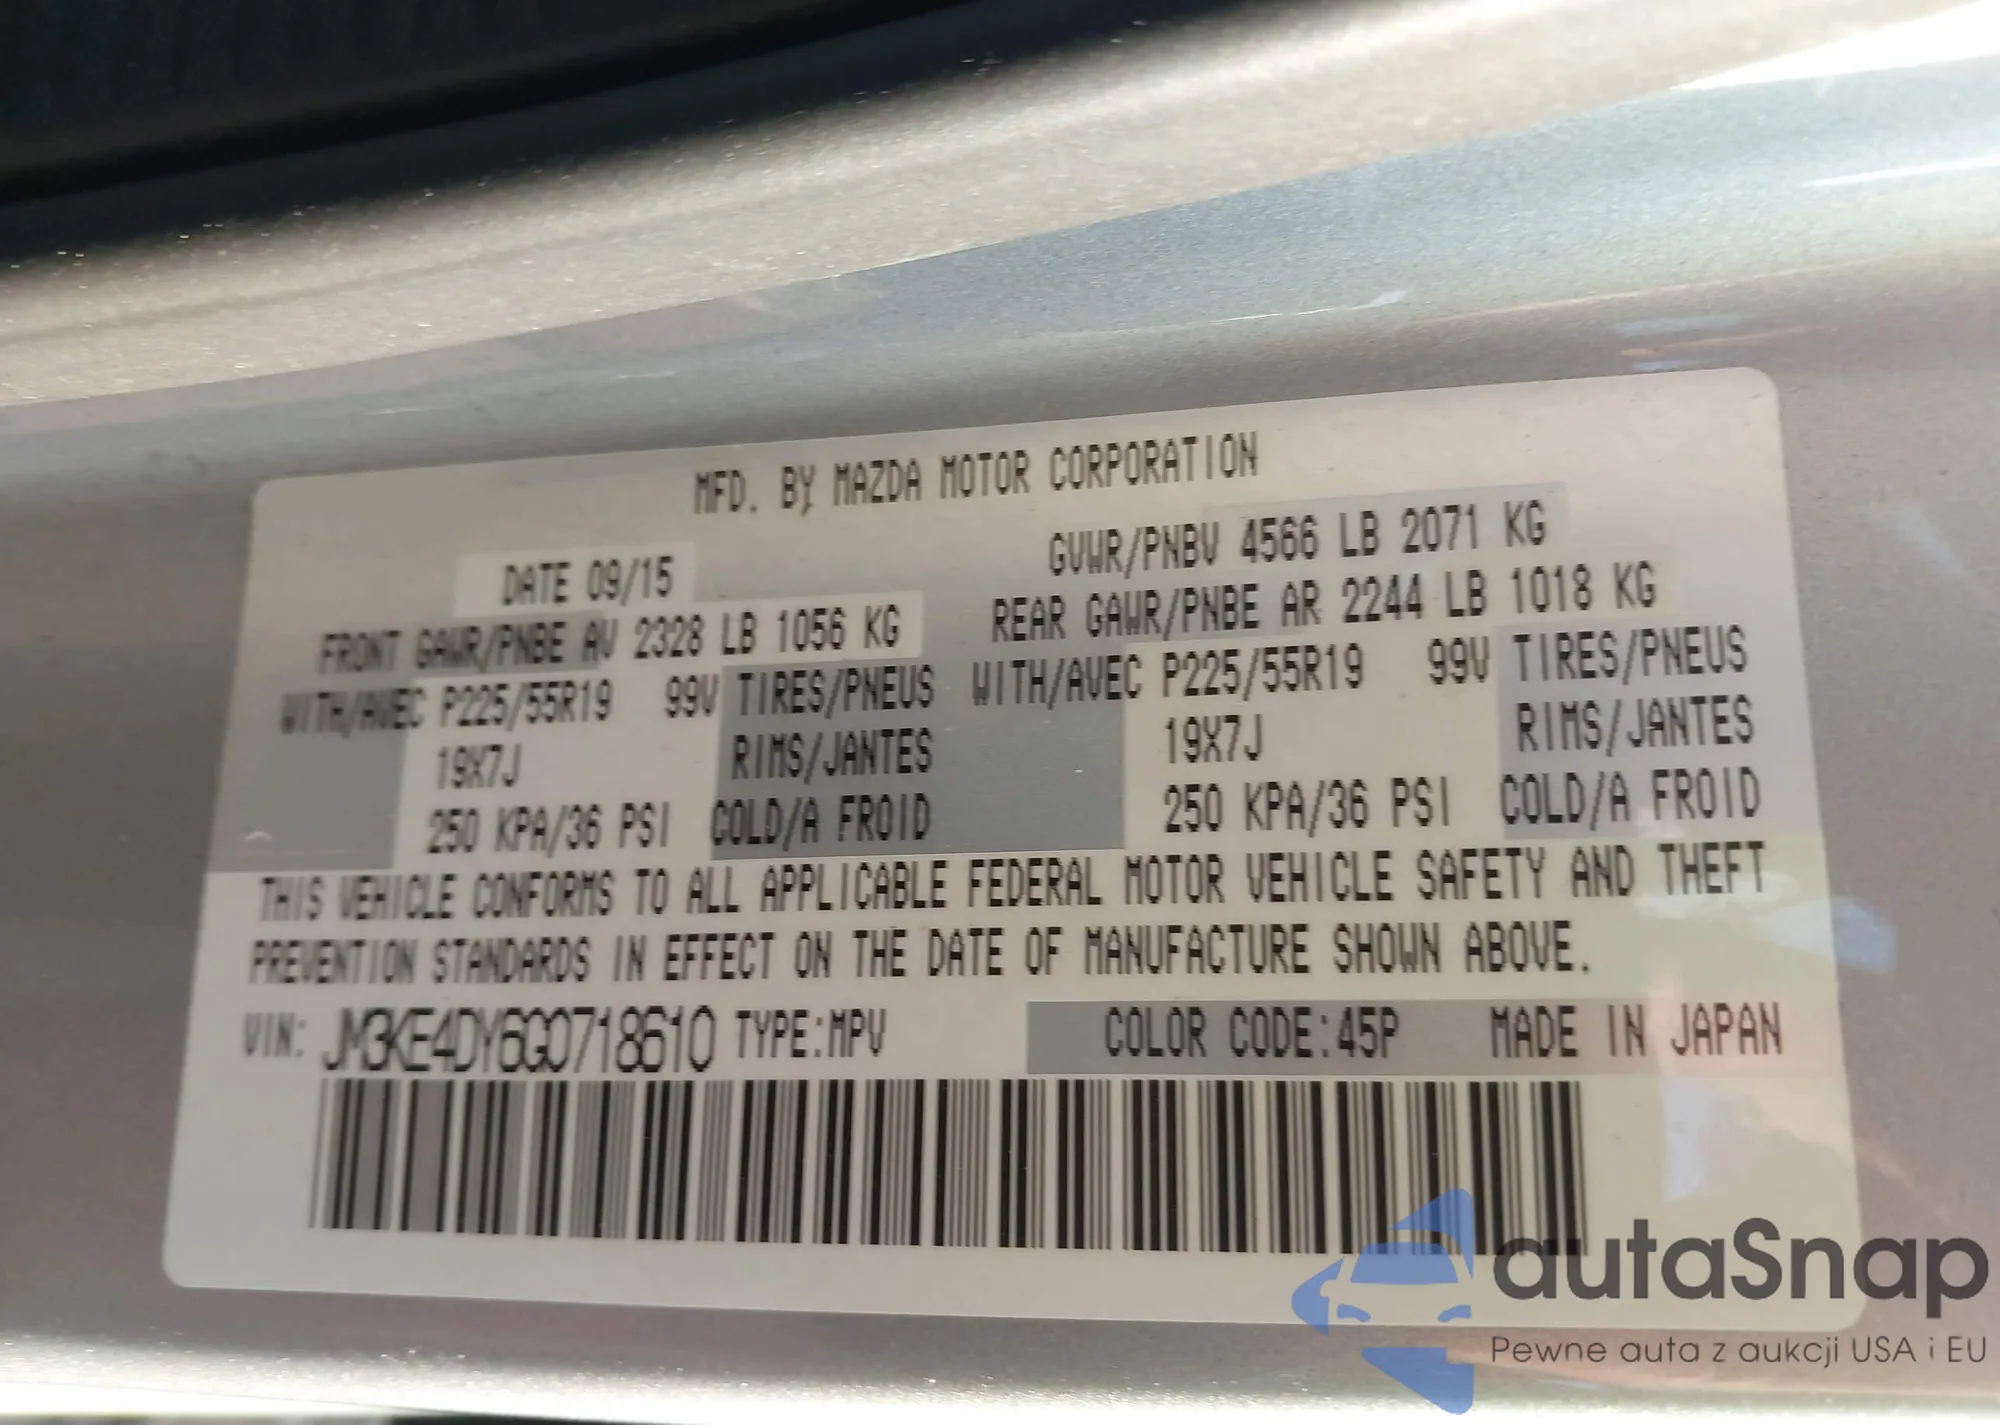 MFD. BY MAZDA MOTOR CORPORATION
DATE 09/15 GVWR/PNBV 4566 LB 2071 KG
FRONT GAWR/PNBE AV 2328 LB 1056 KG REAR GAWR/PNBE AR 2244 LB 1018 KG
WITH/AVEC P225/55R19 99V TIRES/PNEUS WITH/AVEC P225/55R19 99V TIRES/PNEUS
19X7J RIMS/JANTES 19X7J RIMS/JANTES
250 KPA/36 PSI COLD/A FROID 250 KPA/36 PSI COLD/A FROID
THIS VEHICLE CONFORMS TO ALL APPLICABLE FEDERAL MOTOR VEHICLE SAFETY AND THEFT
PREVENTION STANDARDS IN EFFECT ON THE DATE OF MANUFACTURE SHOWN ABOVE.
VIN: JM3KE4DY6G0718610 TYPE:MPV COLOR CODE:45P MADE IN JAPAN
autaSnap
Pewne auta z aukcji USA i EU